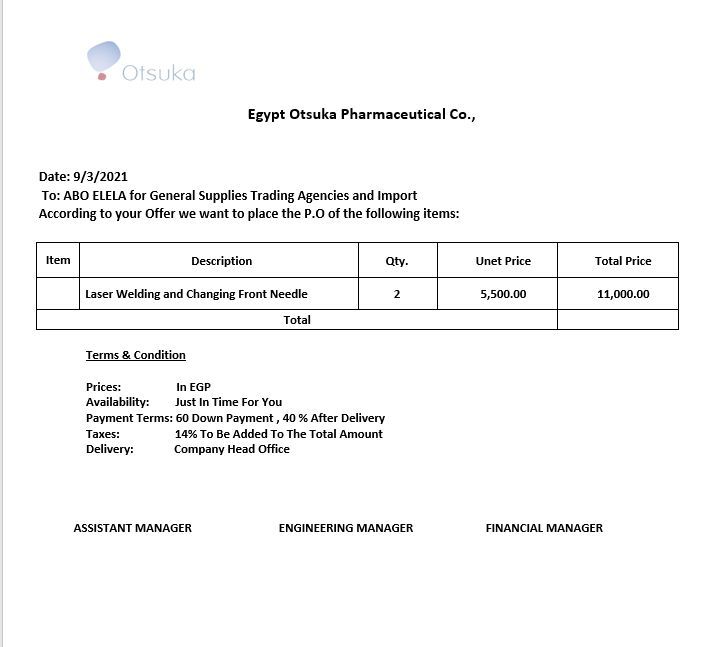 Otsuka
Egypt Otsuka Pharmaceutical Co.,
Date: 9/3/2021
To: ABO ELELA for General Supplies Trading Agencies and Import
According to your Offer we want to place the P.O of the following items:
Item Description Qty. Unet Price Total Price
Laser Welding and Changing Front Needle 2 5,500.00 11,000.00
Total
Terms & Condition
Prices: In EGP
Availability: Just In Time For You
Payment Terms: 60 Down Payment , 40 % After Delivery
Taxes: 14% To Be Added To The Total Amount
Delivery: Company Head Office
ASSISTANT MANAGER ENGINEERING MANAGER FINANCIAL MANAGER